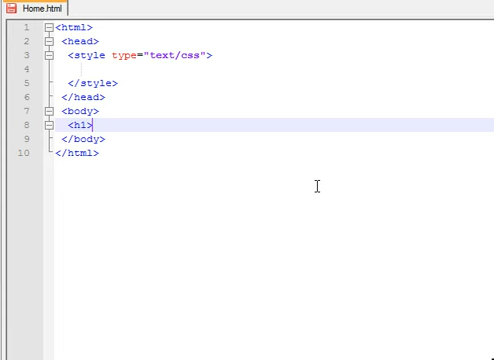 Home.html
1 <html>
2 <head>
3 <style type="text/css">
4
5 </style>
6 </head>
7 <body>
8 <h1>
9 </body>
10 </html>